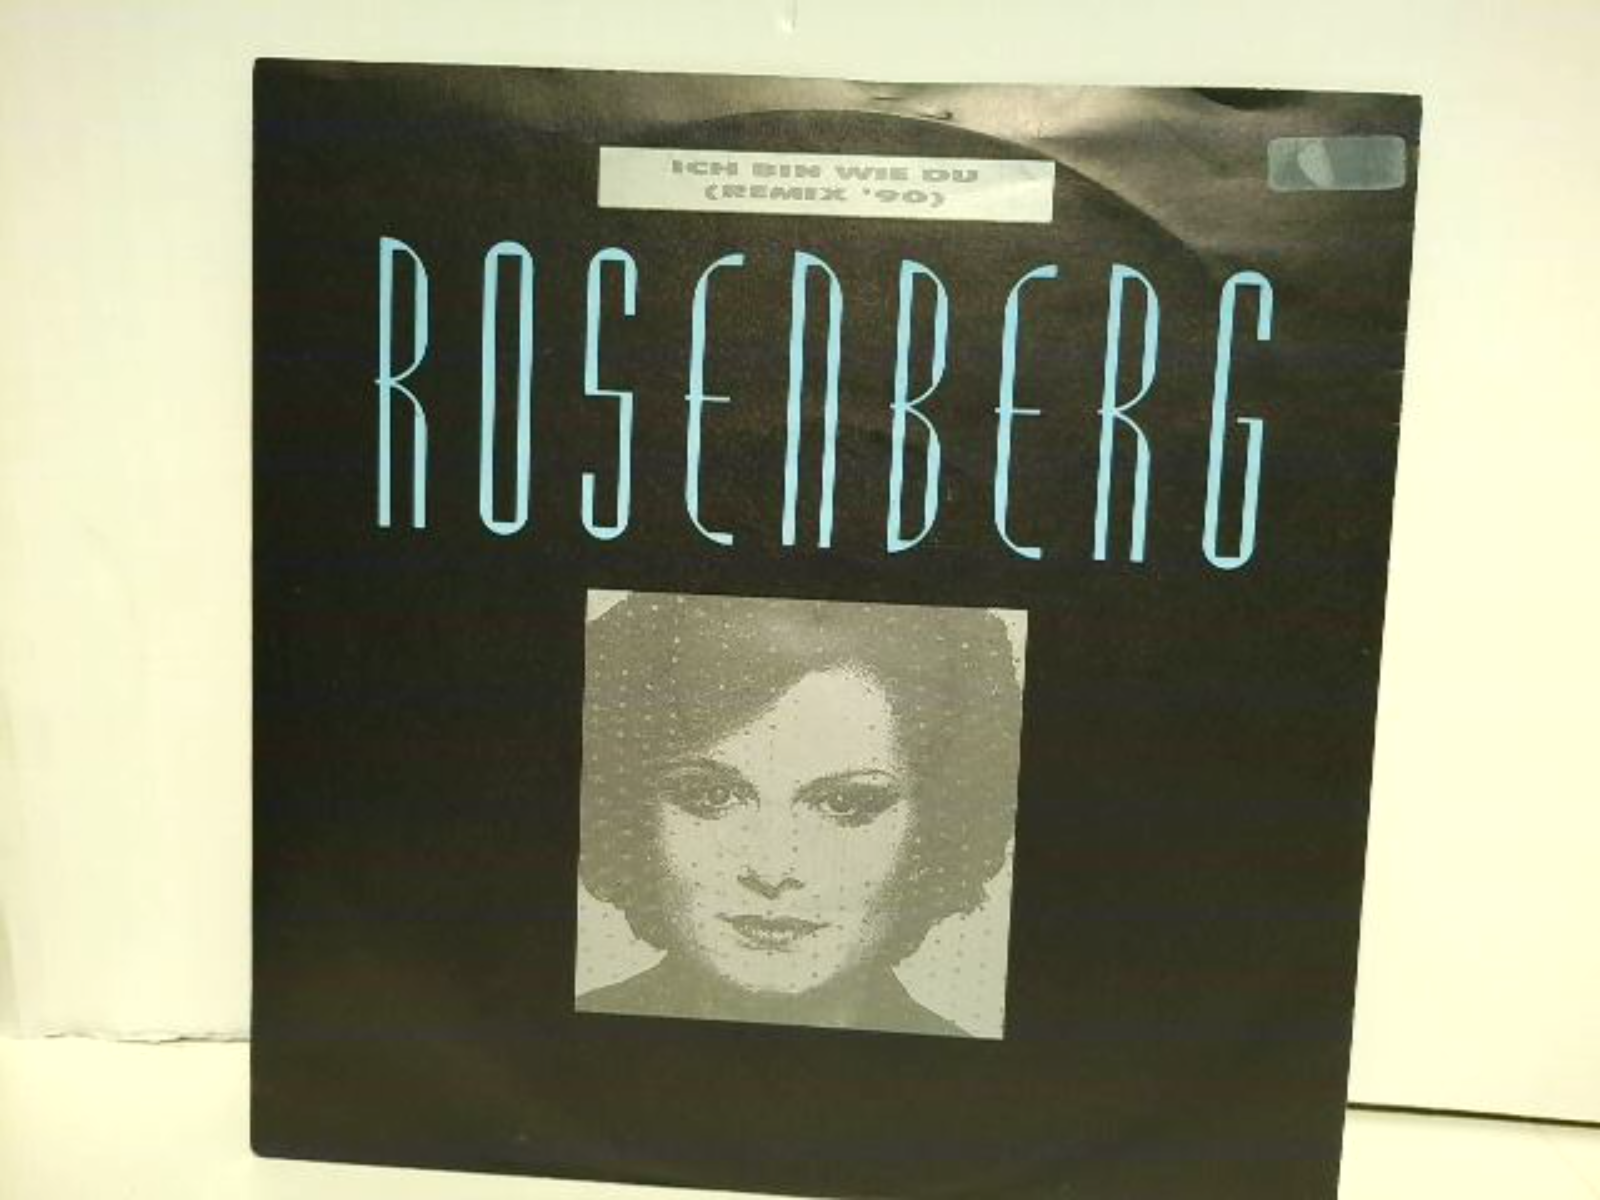 ICH BIN WIE DU
(REMIX '90)
ROSENBERG